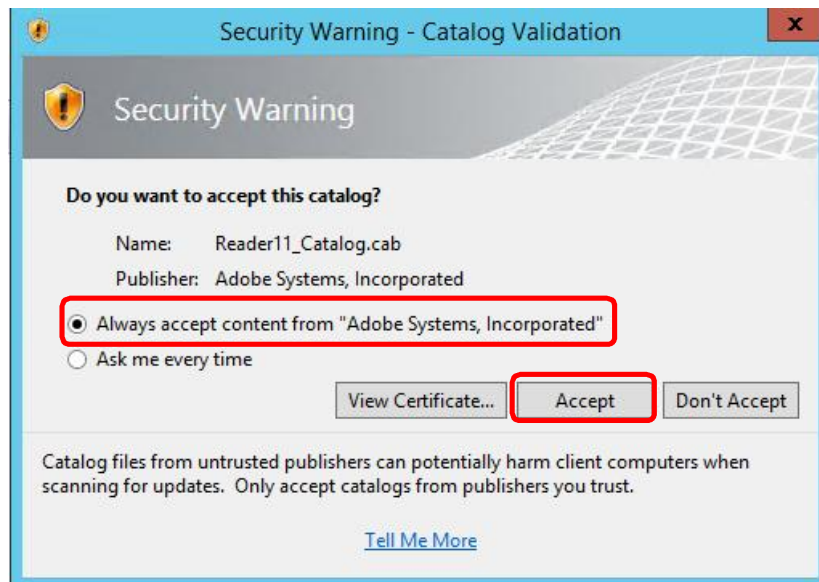 Security Warning - Catalog Validation
x
Security Warning
Do you want to accept this catalog?
Name: Reader11_Catalog.cab
Publisher: Adobe Systems, Incorporated
Always accept content from "Adobe Systems, Incorporated"
Ask me every time
View Certificate... Accept Don't Accept
Catalog files from untrusted publishers can potentially harm client computers when
scanning for updates. Only accept catalogs from publishers you trust.
Tell Me More